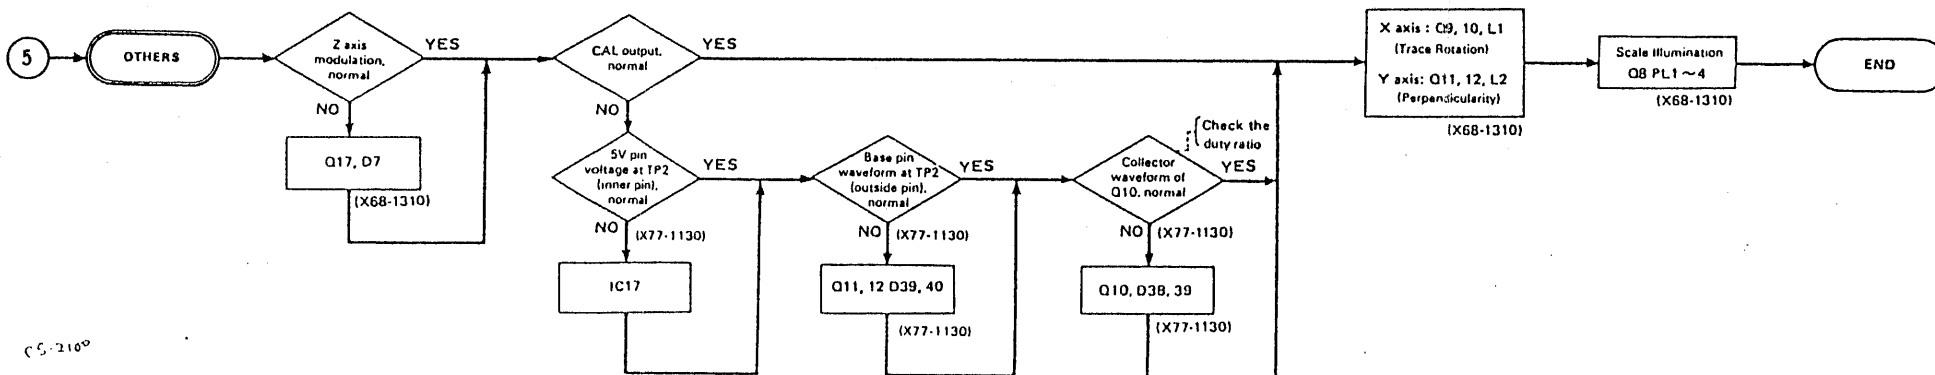 5
OTHERS
Z axis
modulation,
normal
YES
NO
Q17, D7
(X68-1310)
CAL output,
normal
YES
NO
5V pin
voltage at TP2
(inner pin),
normal
YES
NO
(X77-1130)
IC17
Base pin
waveform at TP2
(outside pin),
normal
YES
NO
(X77-1130)
Q11, 12 D39, 40
(X77-1130)
Check the
duty ratio
Collector
waveform of
Q10, normal
YES
NO
(X77-1130)
Q10, D38, 39
(X77-1130)
X axis : Q9, 10, L1
(Trace Rotation)
Y axis: Q11, 12, L2
(Perpendicularity)
(X68-1310)
Scale Illumination
Q8 PL1 ~ 4
(X68-1310)
END
CS-2100